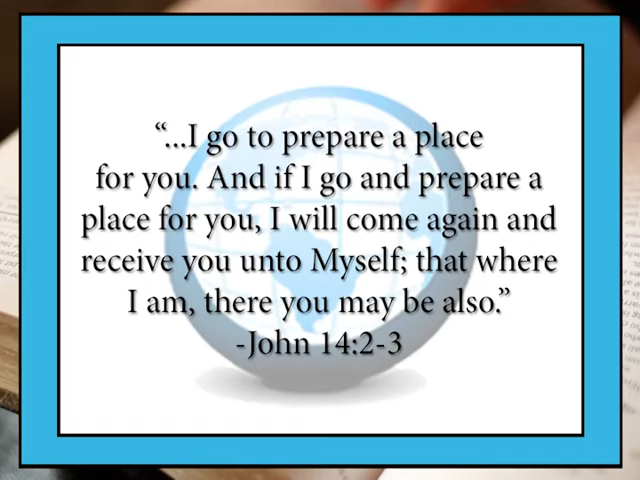 “...I go to prepare a place
for you. And if I go and prepare a
place for you, I will come again and
receive you unto Myself; that where
I am, there you may be also.”
-John 14:2-3